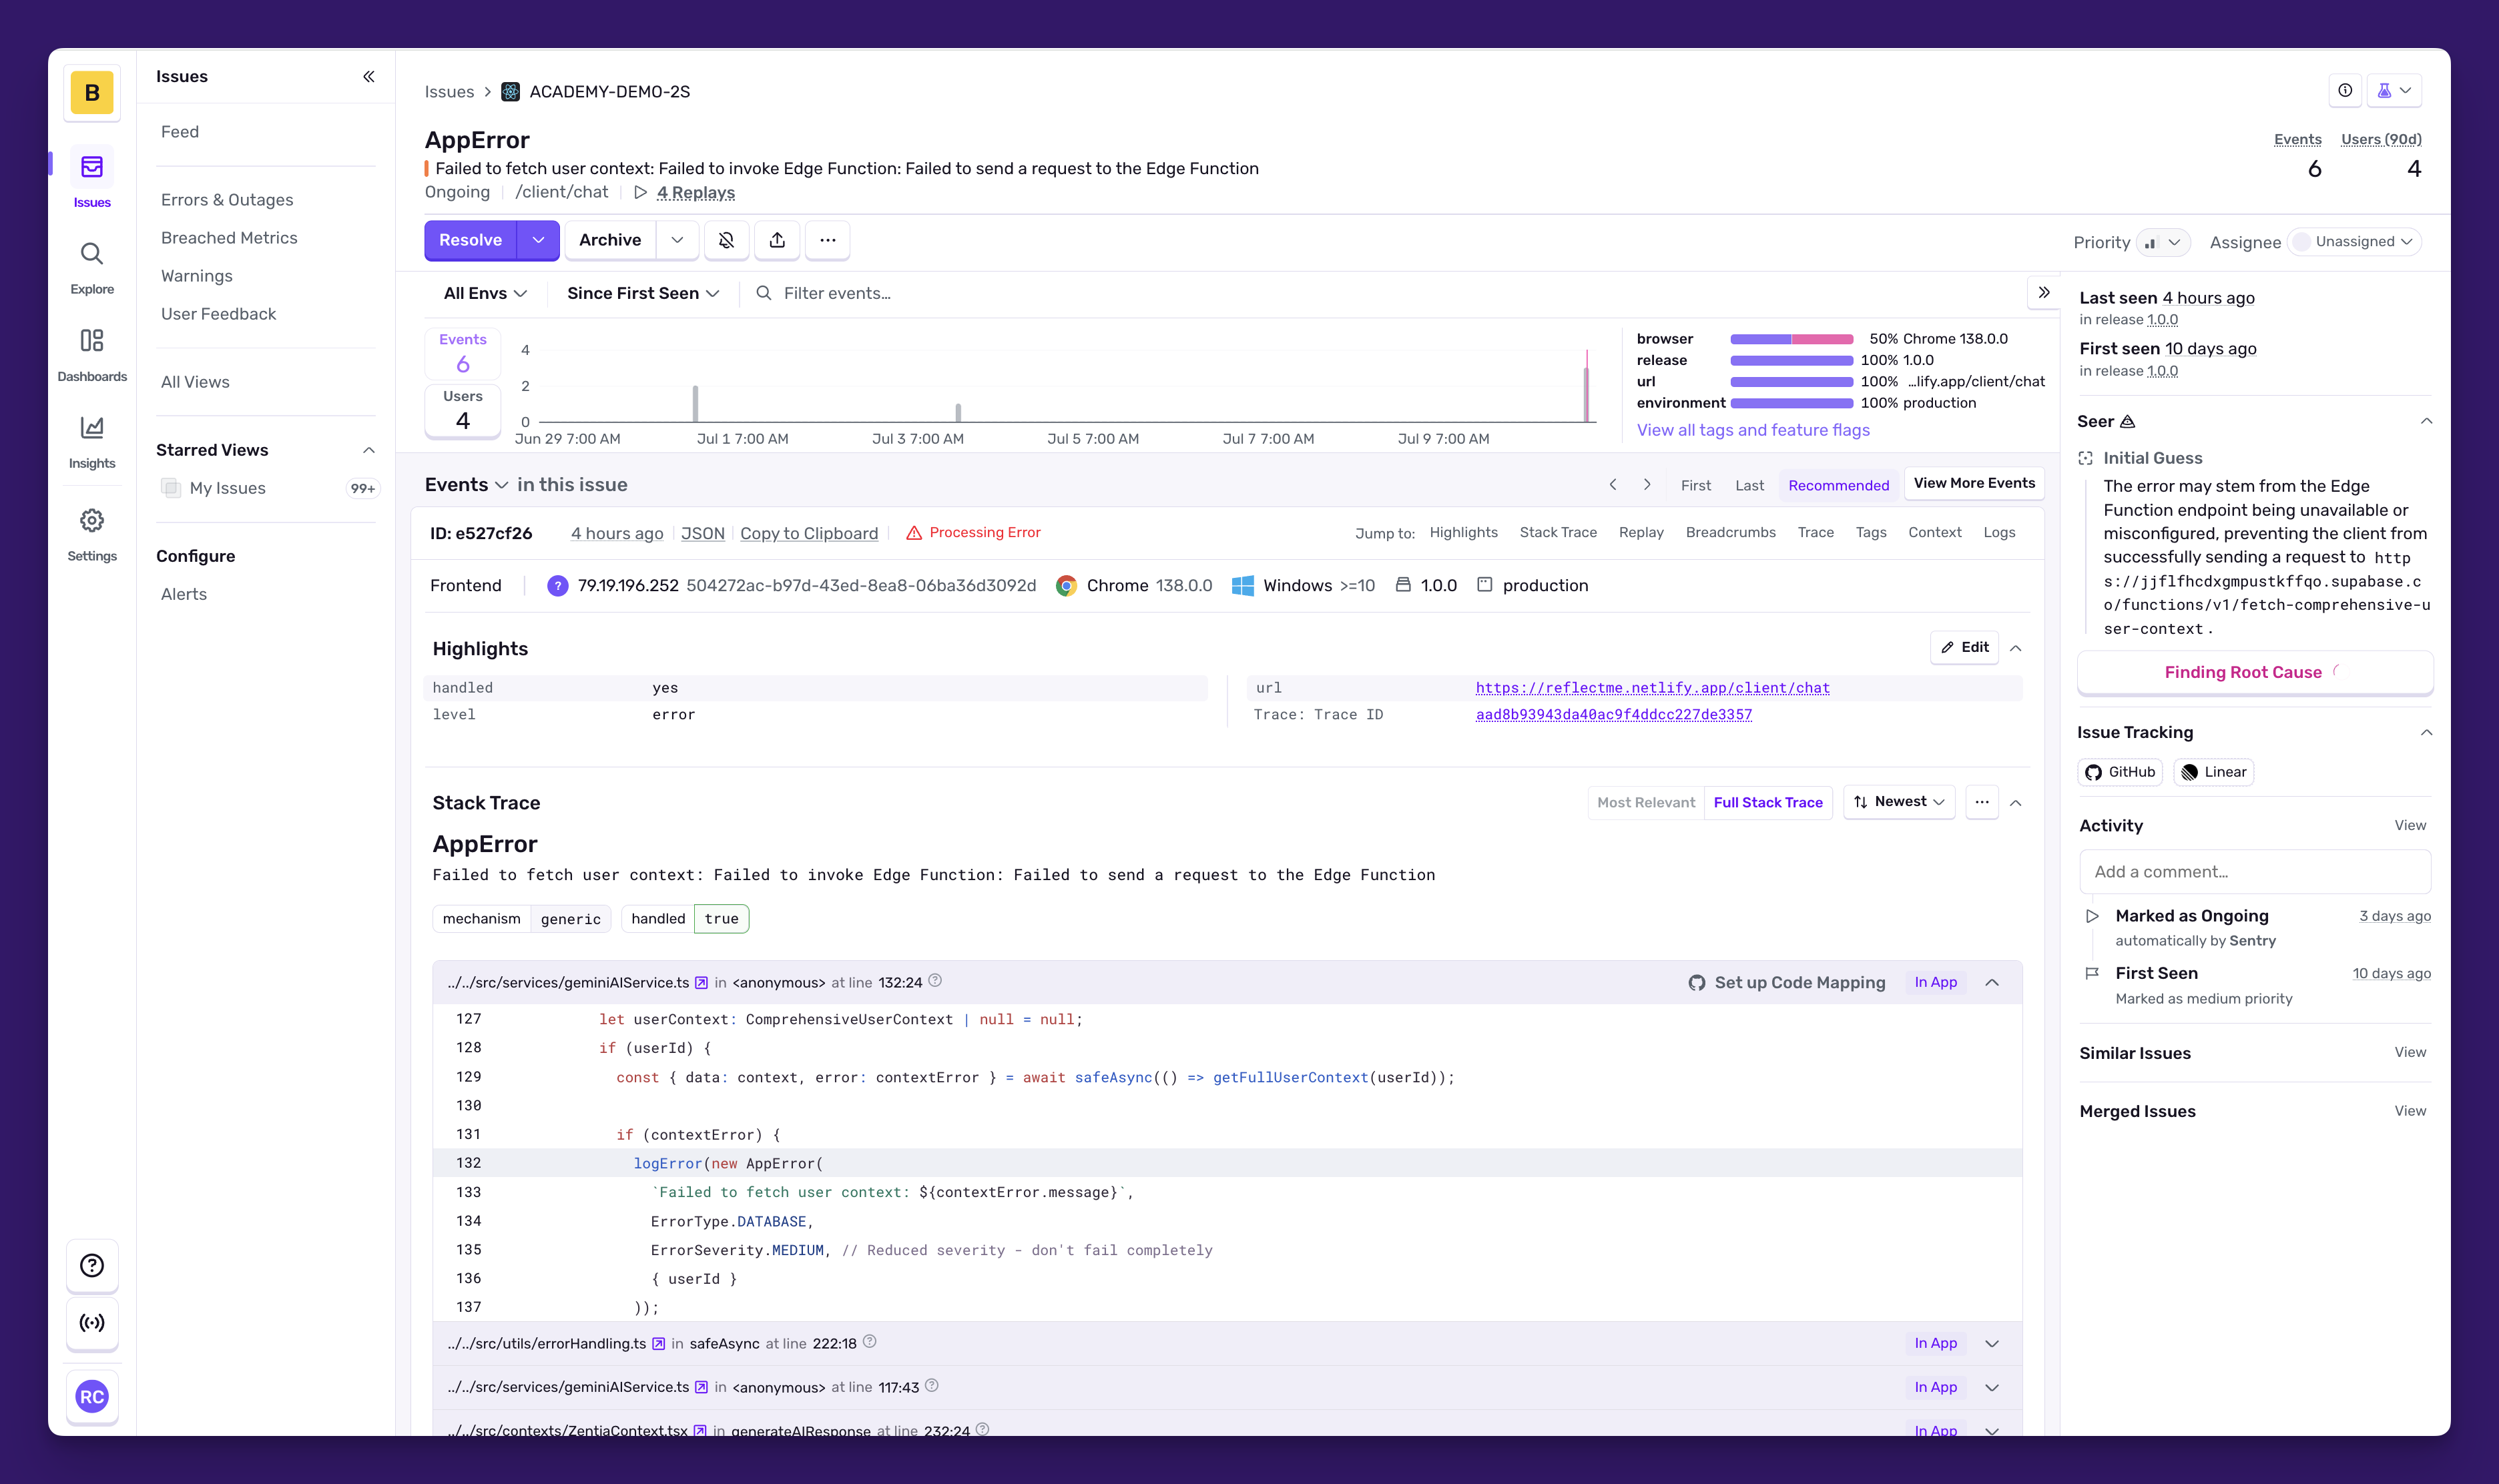 B
Issues
Explore
Dashboards
Insights
Settings
RC
Issues
Feed
Errors & Outages
Breached Metrics
Warnings
User Feedback
All Views
Starred Views
My Issues 99+
Configure
Alerts
Issues ACADEMY-DEMO-2S
AppError
Failed to fetch user context: Failed to invoke Edge Function: Failed to send a request to the Edge Function
Ongoing /client/chat 4 Replays
Events Users (90d)
6 4
Resolve Archive
Priority Assignee Unassigned
All Envs Since First Seen Filter events...
Events
6
Users
4
4
2
0
Jun 29 7:00 AM Jul 1 7:00 AM Jul 3 7:00 AM Jul 5 7:00 AM Jul 7 7:00 AM Jul 9 7:00 AM
browser 50% Chrome 138.0.0
release 100% 1.0.0
url 100% ...lify.app/client/chat
environment 100% production
View all tags and feature flags
Events in this issue
First Last Recommended View More Events
ID: e527cf26 4 hours ago JSON Copy to Clipboard Processing Error
Jump to: Highlights Stack Trace Replay Breadcrumbs Trace Tags Context Logs
Frontend ? 79.19.196.252 504272ac-b97d-43ed-8ea8-06ba36d3092d Chrome 138.0.0 Windows >=10 1.0.0 production
Highlights Edit
handled yes
level error
url https://reflectme.netlify.app/client/chat
Trace: Trace ID aad8b93943da40ac9f4ddcc227de3357
Stack Trace Most Relevant Full Stack Trace Newest
AppError
Failed to fetch user context: Failed to invoke Edge Function: Failed to send a request to the Edge Function
mechanism generic handled true
../../src/services/geminiAIService.ts in <anonymous> at line 132:24 Set up Code Mapping In App
127 let userContext: ComprehensiveUserContext | null = null;
128 if (userId) {
129 const { data: context, error: contextError } = await safeAsync(() => getFullUserContext(userId));
130
131 if (contextError) {
132 logError(new AppError(
133 `Failed to fetch user context: ${contextError.message}`,
134 ErrorType.DATABASE,
135 ErrorSeverity.MEDIUM, // Reduced severity - don't fail completely
136 { userId }
137 ));
../../src/utils/errorHandling.ts in safeAsync at line 222:18 In App
../../src/services/geminiAIService.ts in <anonymous> at line 117:43 In App
../../src/contexts/ZentiaContext.tsx in generateAIResponse at line 232:24 In App
Last seen 4 hours ago
in release 1.0.0
First seen 10 days ago
in release 1.0.0
Seer
Initial Guess
The error may stem from the Edge
Function endpoint being unavailable or
misconfigured, preventing the client from
successfully sending a request to http
s://jjflfhcdxgmpustkffqo.supabase.c
o/functions/v1/fetch-comprehensive-u
ser-context.
Finding Root Cause
Issue Tracking
GitHub Linear
Activity View
Add a comment...
Marked as Ongoing 3 days ago
automatically by Sentry
First Seen 10 days ago
Marked as medium priority
Similar Issues View
Merged Issues View